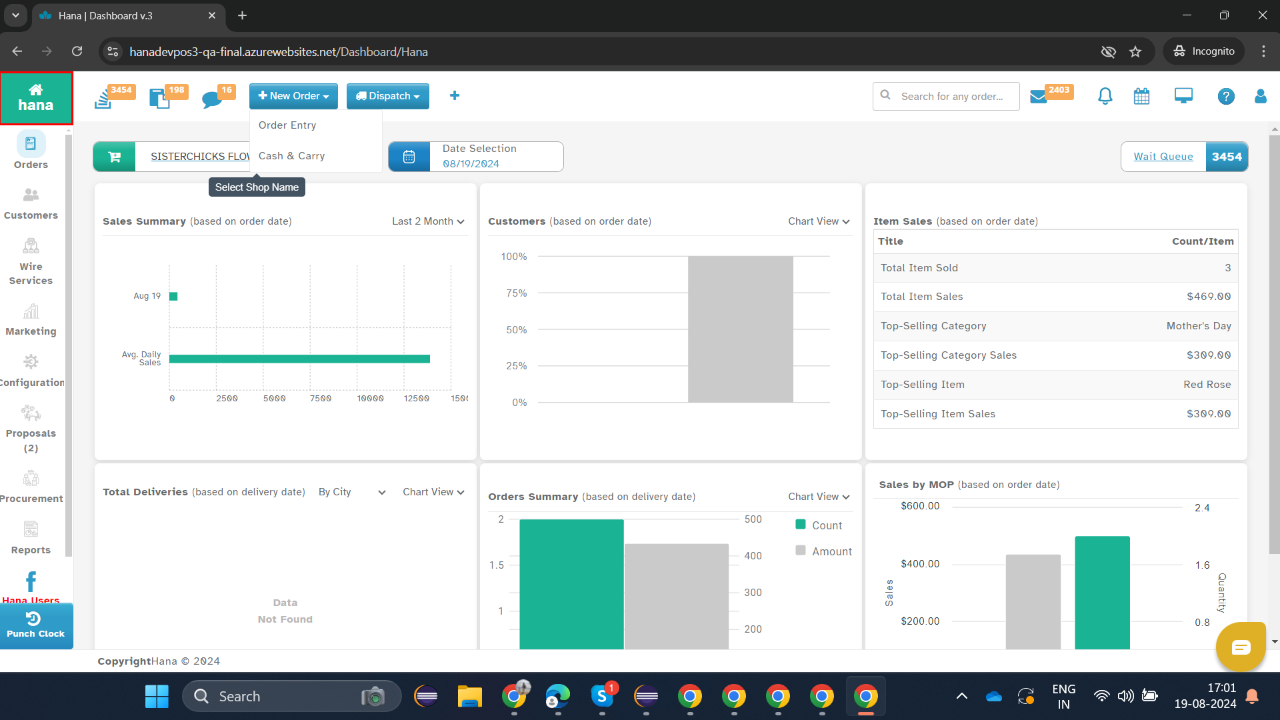 Hana | Dashboard v.3
hanadevpos3-qa-final.azurewebsites.net/Dashboard/Hana
Incognito
hana
3454
198
16
New Order
Dispatch
Search for any order...
2403
Order Entry
Cash & Carry
SISTERCHICKS FLOW
Select Shop Name
Date Selection
08/19/2024
Wait Queue
3454
Orders
Customers
Wire
Services
Marketing
Configuration
Proposals
(2)
Procurement
Reports
Hana Users
Punch Clock
Sales Summary (based on order date)
Last 2 Month
Aug 19
Avg. Daily
Sales
0
2500
5000
7500
10000
12500
1500
Customers (based on order date)
Chart View
100%
75%
50%
25%
0%
Item Sales (based on order date)
Title Count/Item
Total Item Sold 3
Total Item Sales $469.00
Top-Selling Category Mother's Day
Top-Selling Category Sales $309.00
Top-Selling Item Red Rose
Top-Selling Item Sales $309.00
Total Deliveries (based on delivery date)
By City
Chart View
Data
Not Found
Orders Summary (based on delivery date)
Chart View
2
1.5
1
500
400
300
200
Count
Amount
Sales by MOP (based on order date)
$600.00
$400.00
$200.00
Sales
2.4
1.6
0.8
Quantity
CopyrightHana © 2024
Search
1
ENG
IN
17:01
19-08-2024